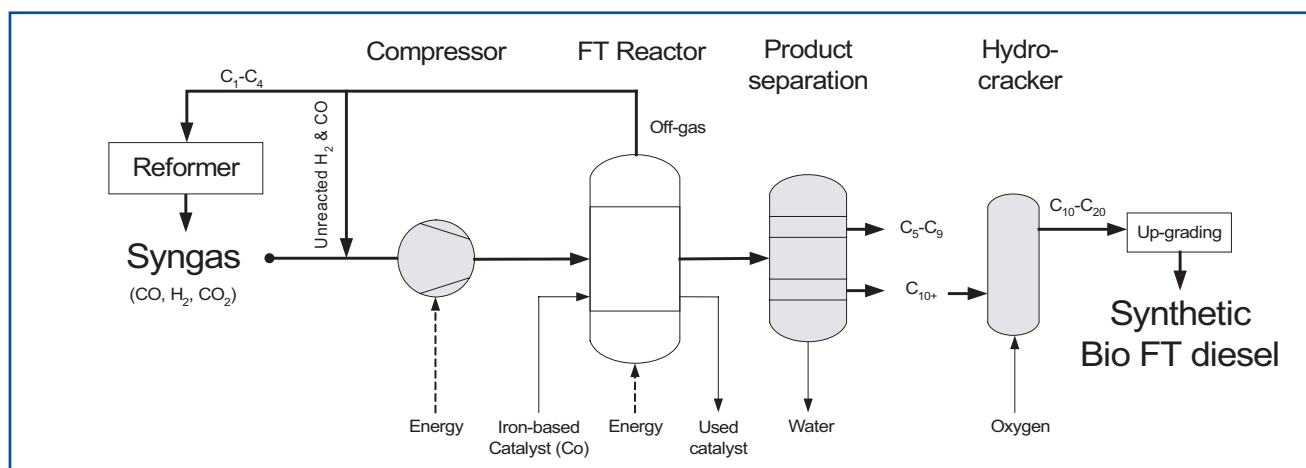 Compressor
FT Reactor
Product
separation
Hydro-
cracker
C₁-C₄
Unreacted H₂ & CO
Off-gas
Reformer
Syngas
(CO, H₂, CO₂)
C₅-C₉
C₁₀₊
C₁₀-C₂₀
Up-grading
Synthetic
Bio FT diesel
Energy
Iron-based
Catalyst (Co)
Energy
Used
catalyst
Water
Oxygen